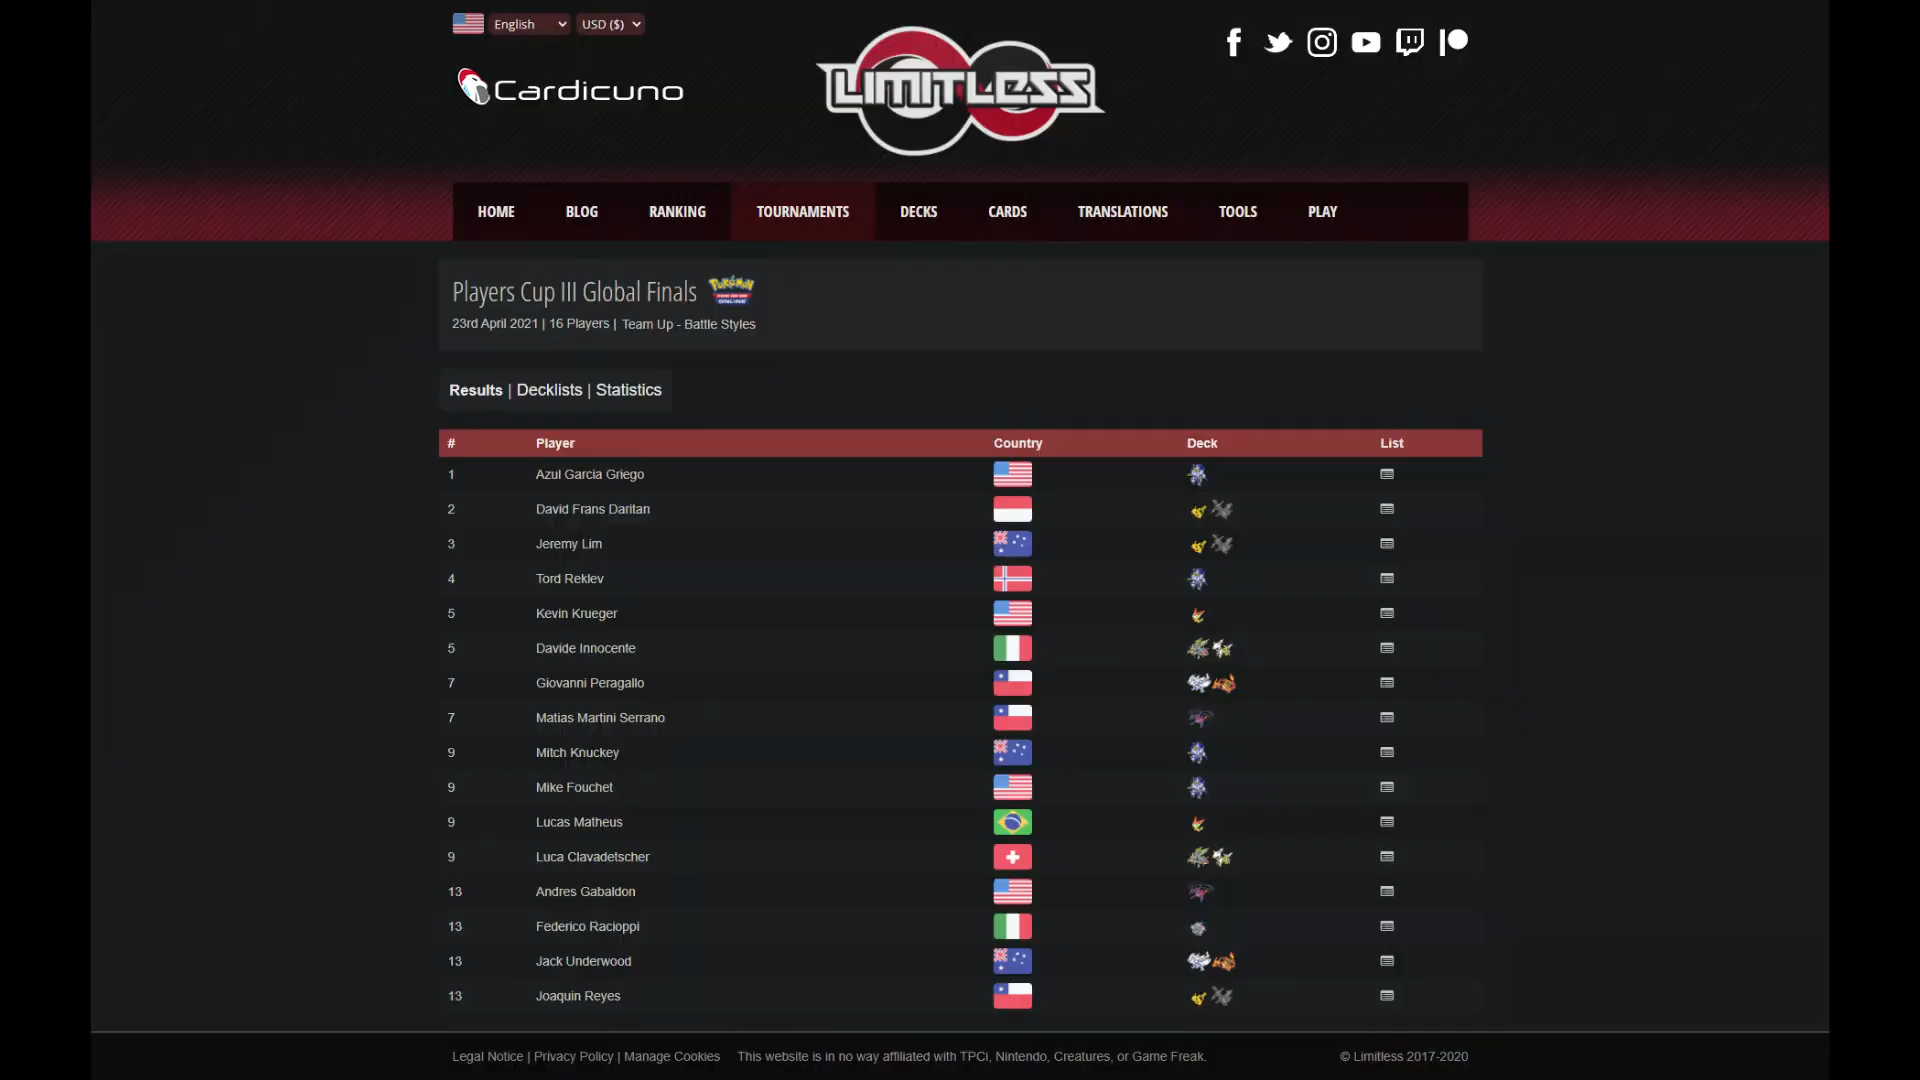 English USD ($)
Cardicuno
LIMITLESS
HOME BLOG RANKING TOURNAMENTS DECKS CARDS TRANSLATIONS TOOLS PLAY
Players Cup III Global Finals Pokémon
23rd April 2021 | 16 Players | Team Up - Battle Styles
Results | Decklists | Statistics
# Player Country Deck List
1 Azul Garcia Griego
2 David Frans Daritan
3 Jeremy Lim
4 Tord Reklev
5 Kevin Krueger
5 Davide Innocente
7 Giovanni Peragallo
7 Matias Martini Serrano
9 Mitch Knuckey
9 Mike Fouchet
9 Lucas Matheus
9 Luca Clavadetscher
13 Andres Gabaldon
13 Federico Racioppi
13 Jack Underwood
13 Joaquin Reyes
Legal Notice | Privacy Policy | Manage Cookies This website is in no way affiliated with TPCi, Nintendo, Creatures, or Game Freak. © Limitless 2017-2020